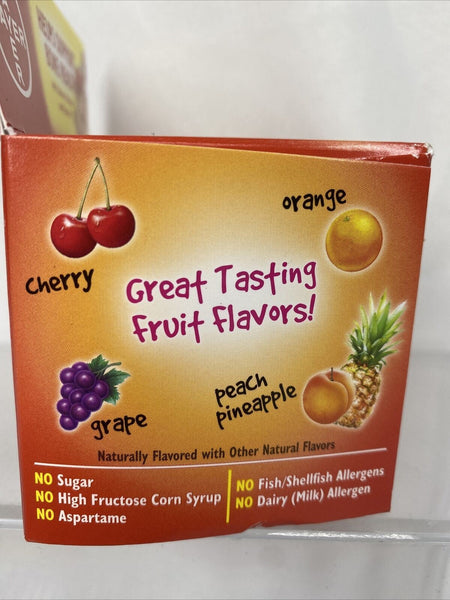 orange
cherry
Great Tasting
Fruit Flavors!
peach
pineapple
grape
Naturally Flavored with Other Natural Flavors
NO Sugar
NO High Fructose Corn Syrup
NO Aspartame
NO Fish/Shellfish Allergens
NO Dairy (Milk) Allergen